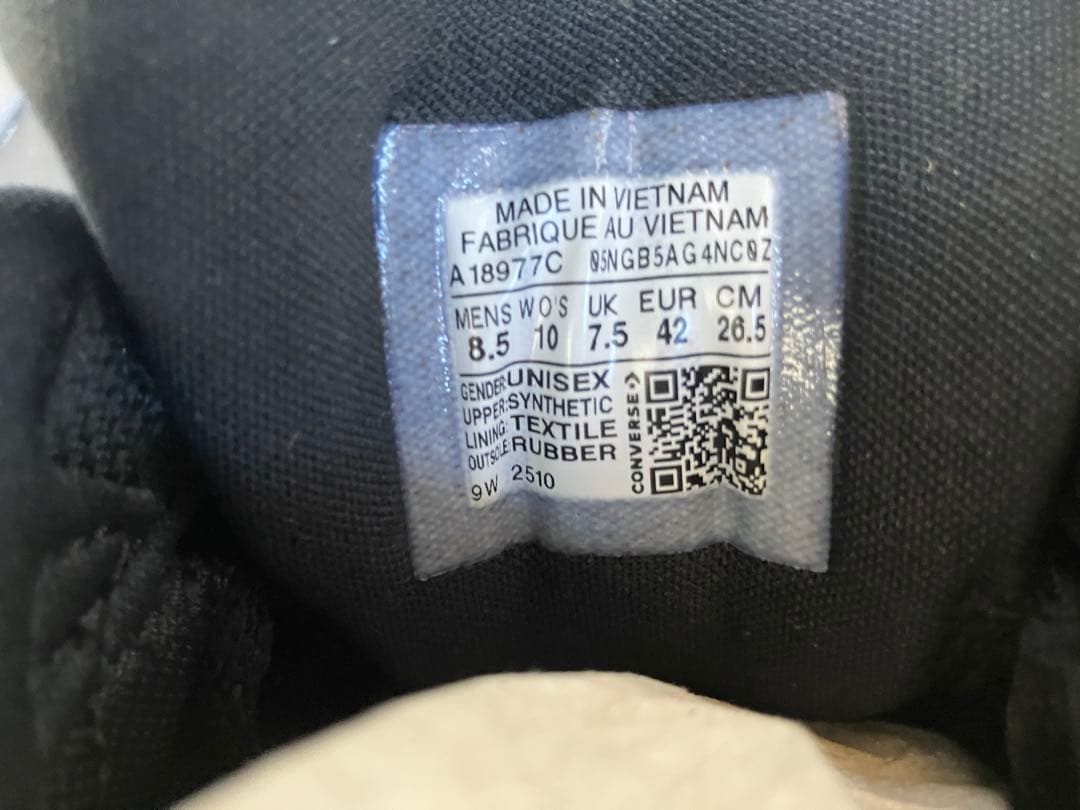 MADE IN VIETNAM
FABRIQUE AU VIETNAM
A18977C 05NGB5AG4NC0Z
MENS WO'S UK EUR CM
8.5 10 7.5 42 26.5
GENDER:UNISEX
UPPER:SYNTHETIC
LINING:TEXTILE
OUTSOLE:RUBBER
9W 2510
CONVERSE